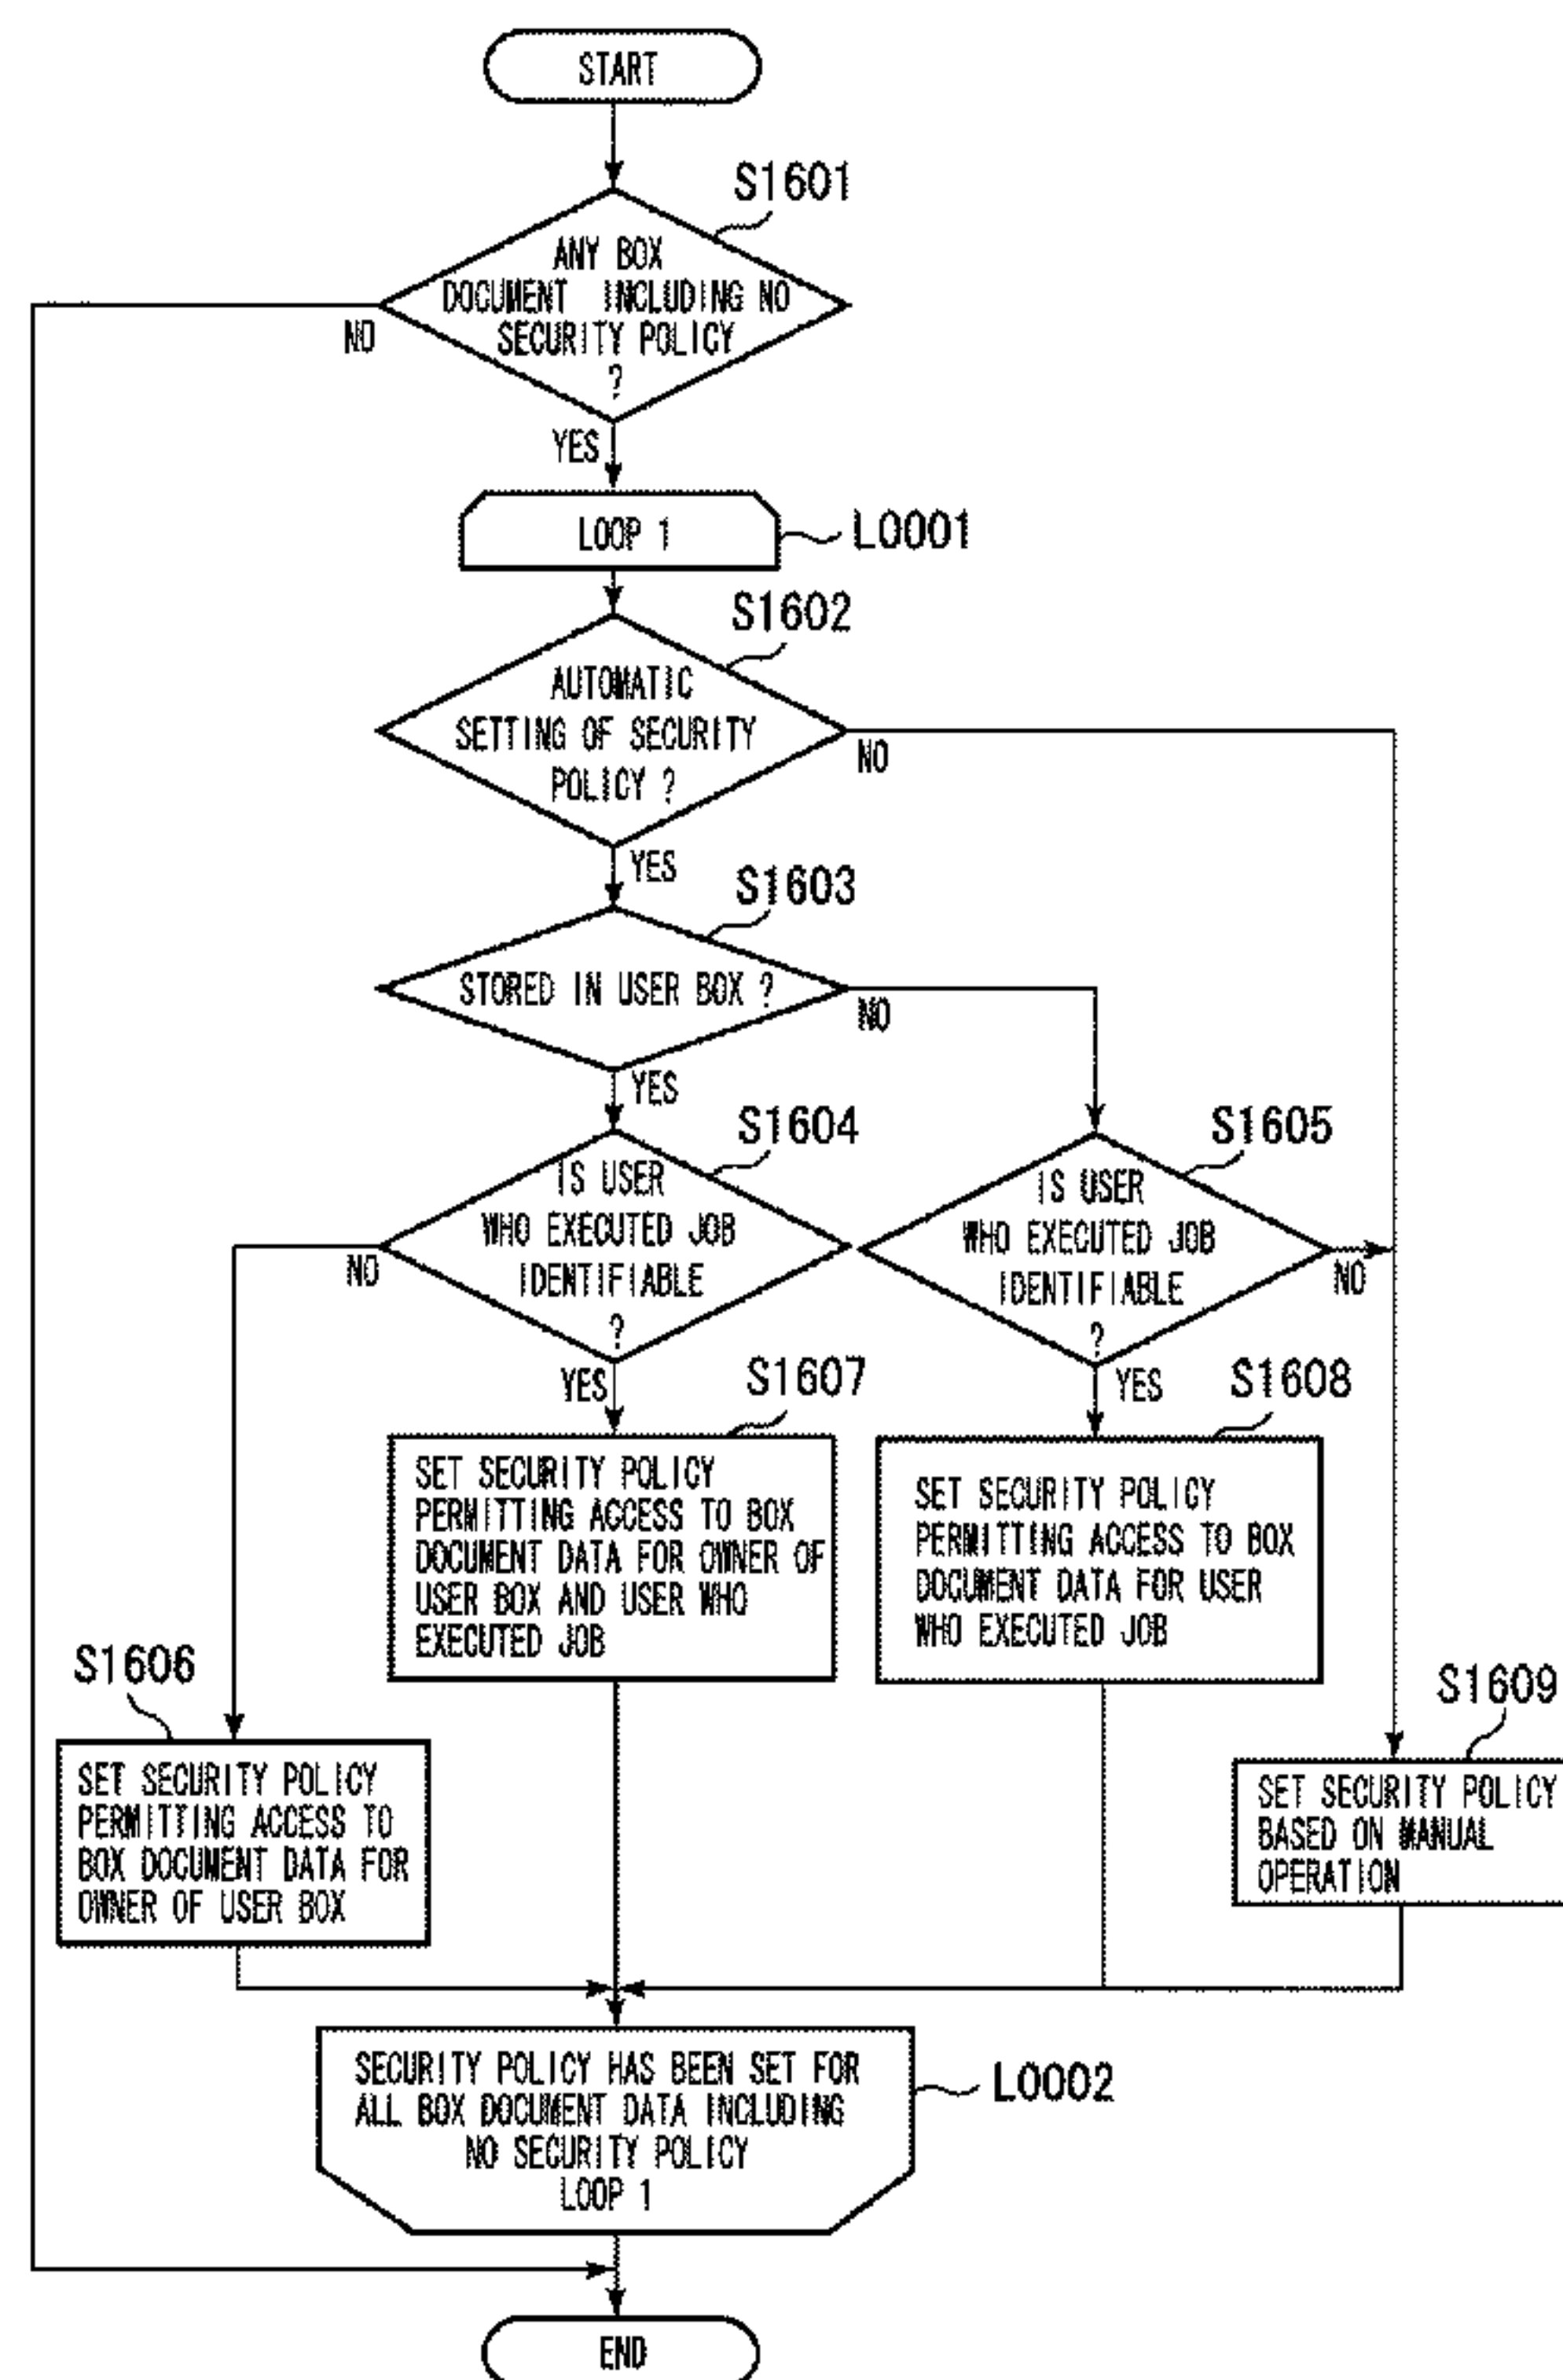 START
S1601
ANY BOX
DOCUMENT INCLUDING NO
SECURITY POLICY
?
NO
YES
LOOP 1
L0001
S1602
AUTOMATIC
SETTING OF SECURITY
POLICY ?
NO
YES
S1603
STORED IN USER BOX ?
NO
YES
S1604
IS USER
WHO EXECUTED JOB
IDENTIFIABLE
?
NO
YES
S1605
IS USER
WHO EXECUTED JOB
IDENTIFIABLE
?
NO
YES
S1607
SET SECURITY POLICY
PERMITTING ACCESS TO BOX
DOCUMENT DATA FOR OWNER OF
USER BOX AND USER WHO
EXECUTED JOB
S1608
SET SECURITY POLICY
PERMITTING ACCESS TO BOX
DOCUMENT DATA FOR USER
WHO EXECUTED JOB
S1606
SET SECURITY POLICY
PERMITTING ACCESS TO
BOX DOCUMENT DATA FOR
OWNER OF USER BOX
S1609
SET SECURITY POLICY
BASED ON MANUAL
OPERATION
SECURITY POLICY HAS BEEN SET FOR
ALL BOX DOCUMENT DATA INCLUDING
NO SECURITY POLICY
LOOP 1
L0002
END